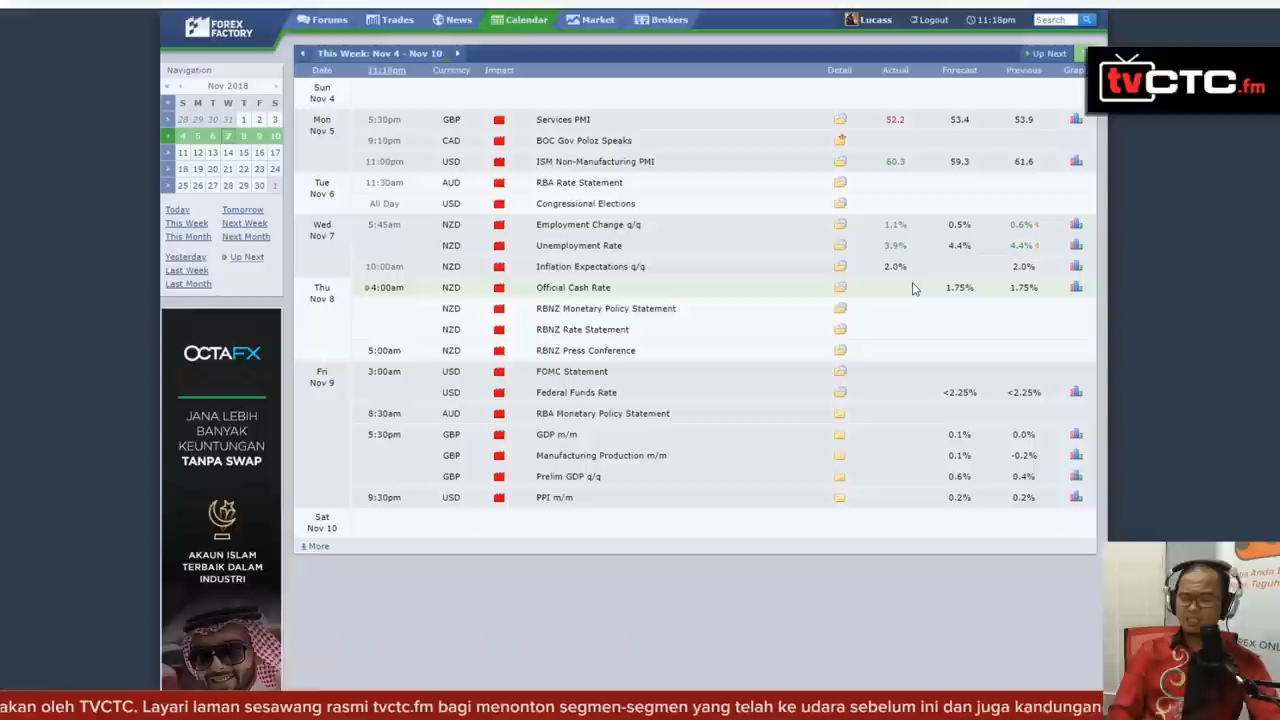 FOREX
FACTORY
Forums Trades News Calendar Market Brokers Lucass Logout 11:18pm Search
This Week: Nov 4 - Nov 10 Up Next
Date 11:18pm Currency Impact Detail Actual Forecast Previous Graph
Navigation
Nov 2018
S M T W T F S
28 29 30 31 1 2 3
4 5 6 7 8 9 10
11 12 13 14 15 16 17
18 19 20 21 22 23 24
25 26 27 28 29 30 1
Today Tomorrow
This Week Next Week
This Month Next Month
Yesterday Up Next
Last Week
Last Month
Sun
Nov 4
Mon
Nov 5
5:30pm GBP Services PMI 52.2 53.4 53.9
9:10pm CAD BOC Gov Poloz Speaks
11:00pm USD ISM Non-Manufacturing PMI 60.3 59.3 61.6
Tue
Nov 6
11:30am AUD RBA Rate Statement
All Day USD Congressional Elections
Wed
Nov 7
5:45am NZD Employment Change q/q 1.1% 0.5% 0.6%
NZD Unemployment Rate 3.9% 4.4% 4.4%
10:00am NZD Inflation Expectations q/q 2.0% 2.0%
Thu
Nov 8
4:00am NZD Official Cash Rate 1.75% 1.75%
NZD RBNZ Monetary Policy Statement
NZD RBNZ Rate Statement
5:00am NZD RBNZ Press Conference
Fri
Nov 9
3:00am USD FOMC Statement
USD Federal Funds Rate <2.25% <2.25%
8:30am AUD RBA Monetary Policy Statement
5:30pm GBP GDP m/m 0.1% 0.0%
GBP Manufacturing Production m/m 0.1% -0.2%
GBP Prelim GDP q/q 0.6% 0.4%
9:30pm USD PPI m/m 0.2% 0.2%
Sat
Nov 10
More
OCTAFX
JANA LEBIH
BANYAK
KEUNTUNGAN
TANPA SWAP
AKAUN ISLAM
TERBAIK DALAM
INDUSTRI
tvCTC.fm
akan oleh TVCTC. Layari laman sesawang rasmi tvctc.fm bagi menonton segmen-segmen yang telah ke udara sebelum ini dan juga kandungan